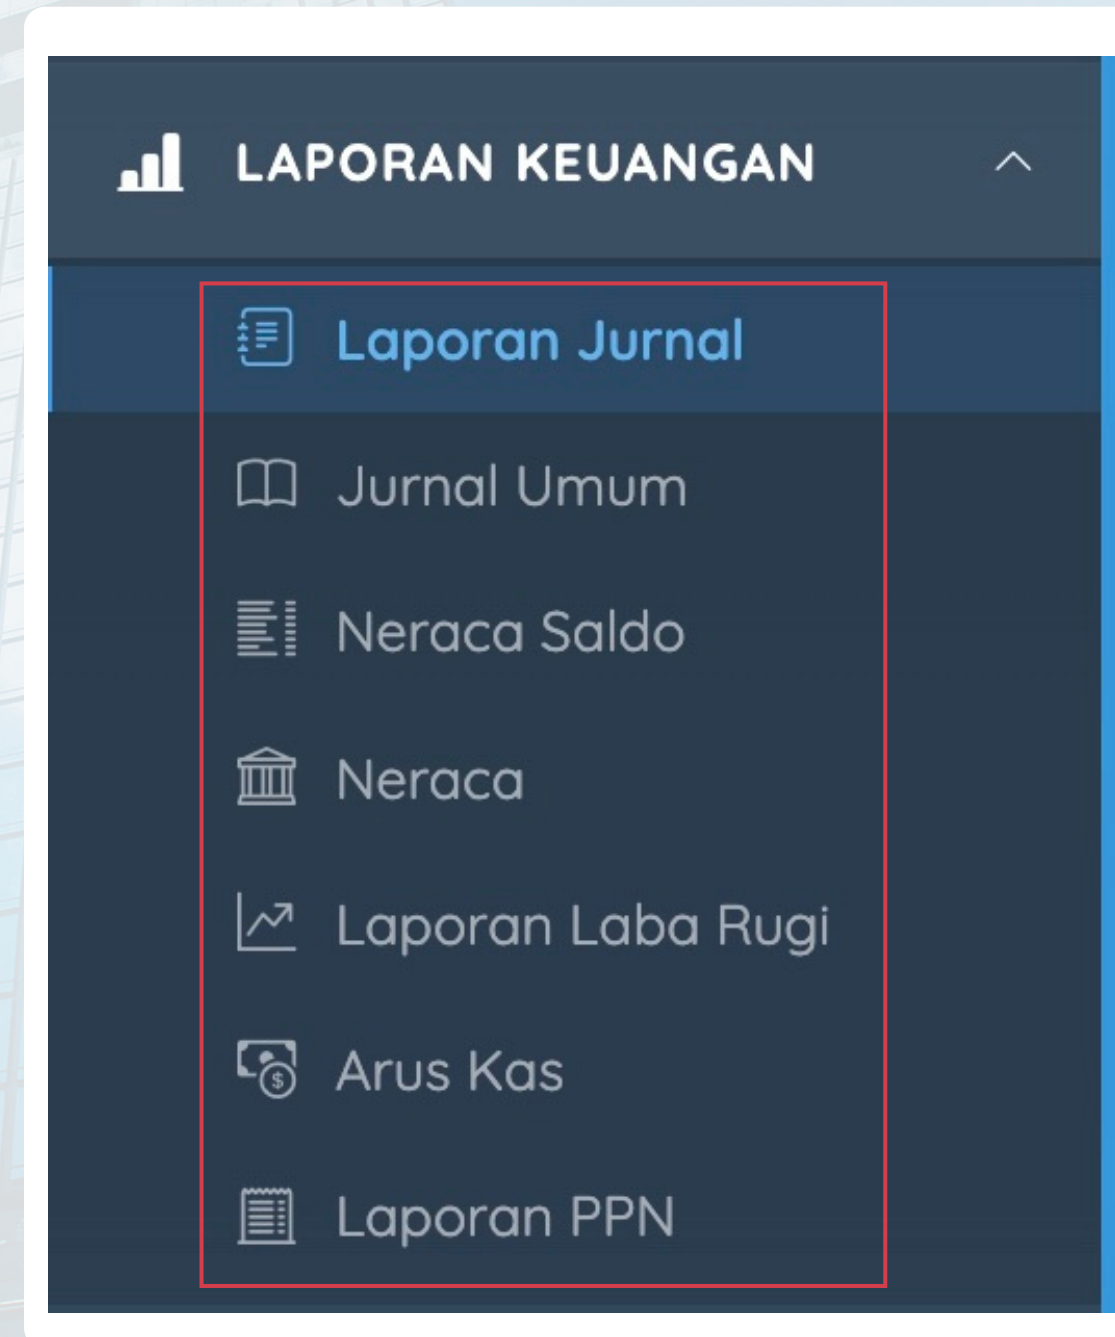 LAPORAN KEUANGAN
Laporan Jurnal
Jurnal Umum
Neraca Saldo
Neraca
Laporan Laba Rugi
Arus Kas
Laporan PPN